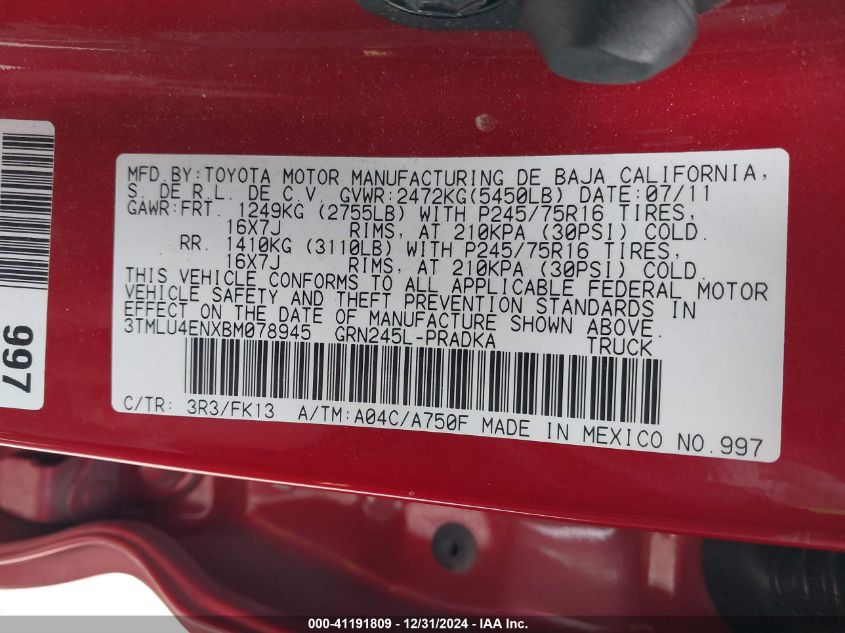 MFD.BY:TOYOTA MOTOR MANUFACTURING DE BAJA CALIFORNIA,
S. DE R.L. DE C.V. GVWR:2472KG(5450LB) DATE:07/11
GAWR:FRT. 1249KG (2755LB) WITH P245/75R16 TIRES,
16X7J RIMS, AT 210KPA (30PSI) COLD.
RR. 1410KG (3110LB) WITH P245/75R16 TIRES,
16X7J RIMS, AT 210KPA (30PSI) COLD.
THIS VEHICLE CONFORMS TO ALL APPLICABLE FEDERAL MOTOR
VEHICLE SAFETY AND THEFT PREVENTION STANDARDS IN
EFFECT ON THE DATE OF MANUFACTURE SHOWN ABOVE.
3TMLU4ENXBM078945 GRN245L-PRADKA TRUCK
C/TR: 3R3/FK13 A/TM:A04C/A750F MADE IN MEXICO NO.997
997
000-41191809 - 12/31/2024 - IAA, Inc.